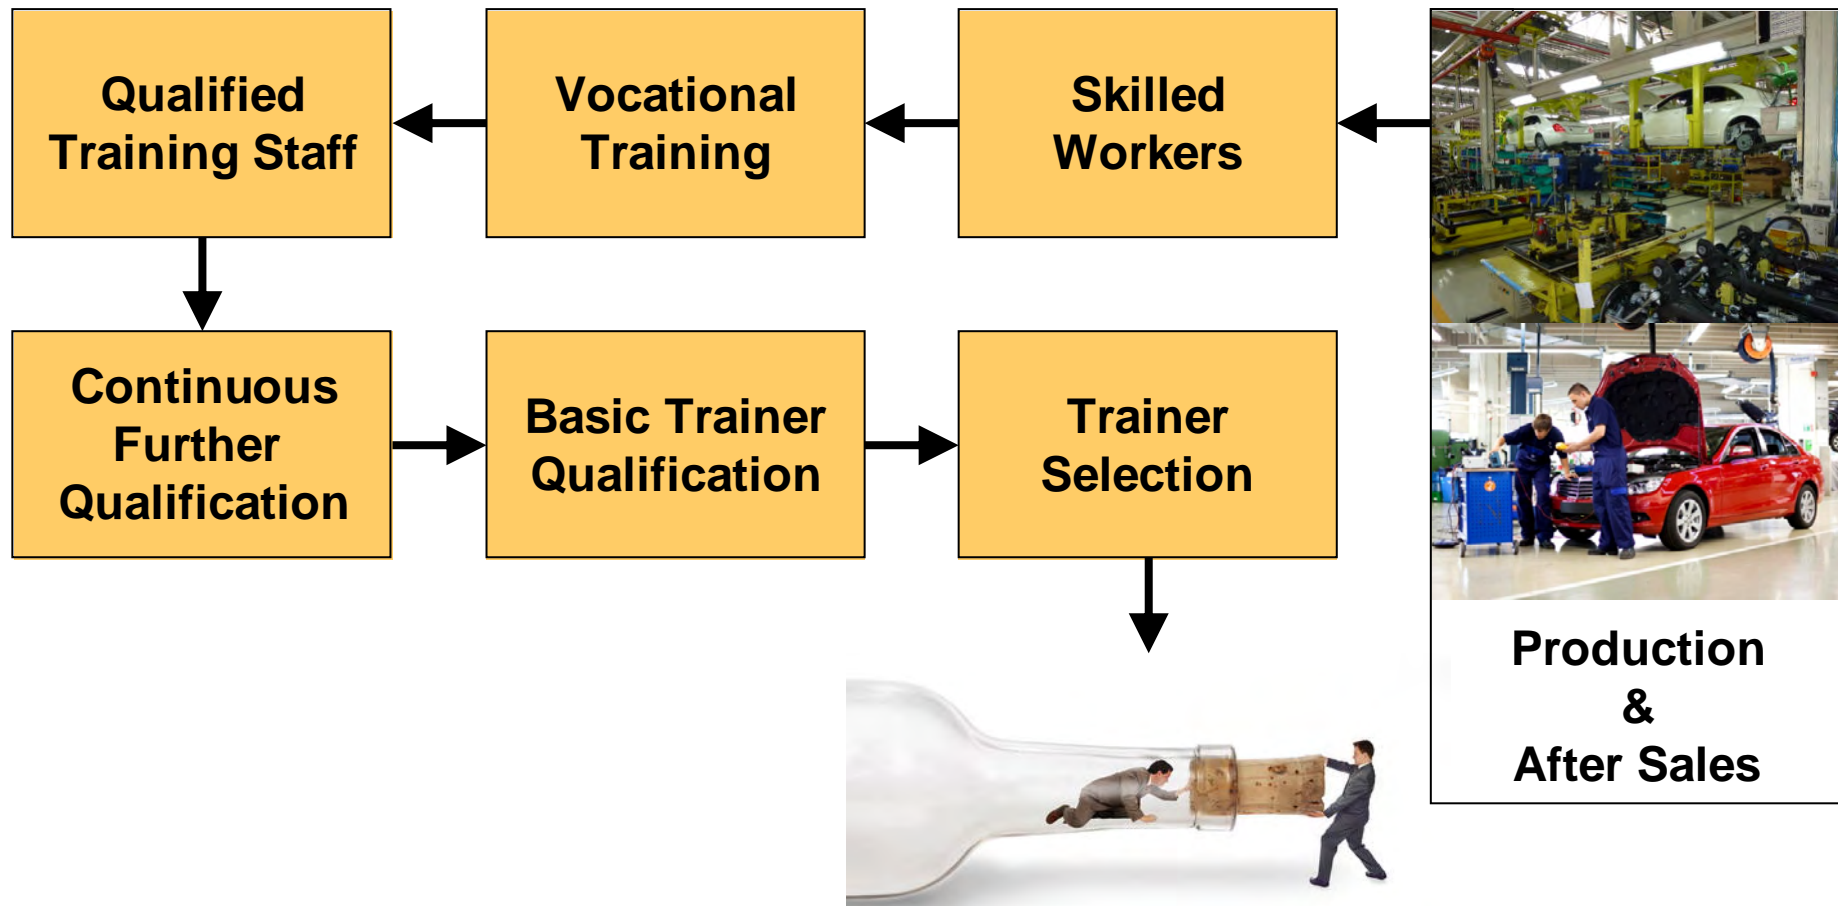 Qualified
Training Staff
Vocational
Training
Skilled
Workers
Continuous
Further
Qualification
Basic Trainer
Qualification
Trainer
Selection
Production
&
After Sales